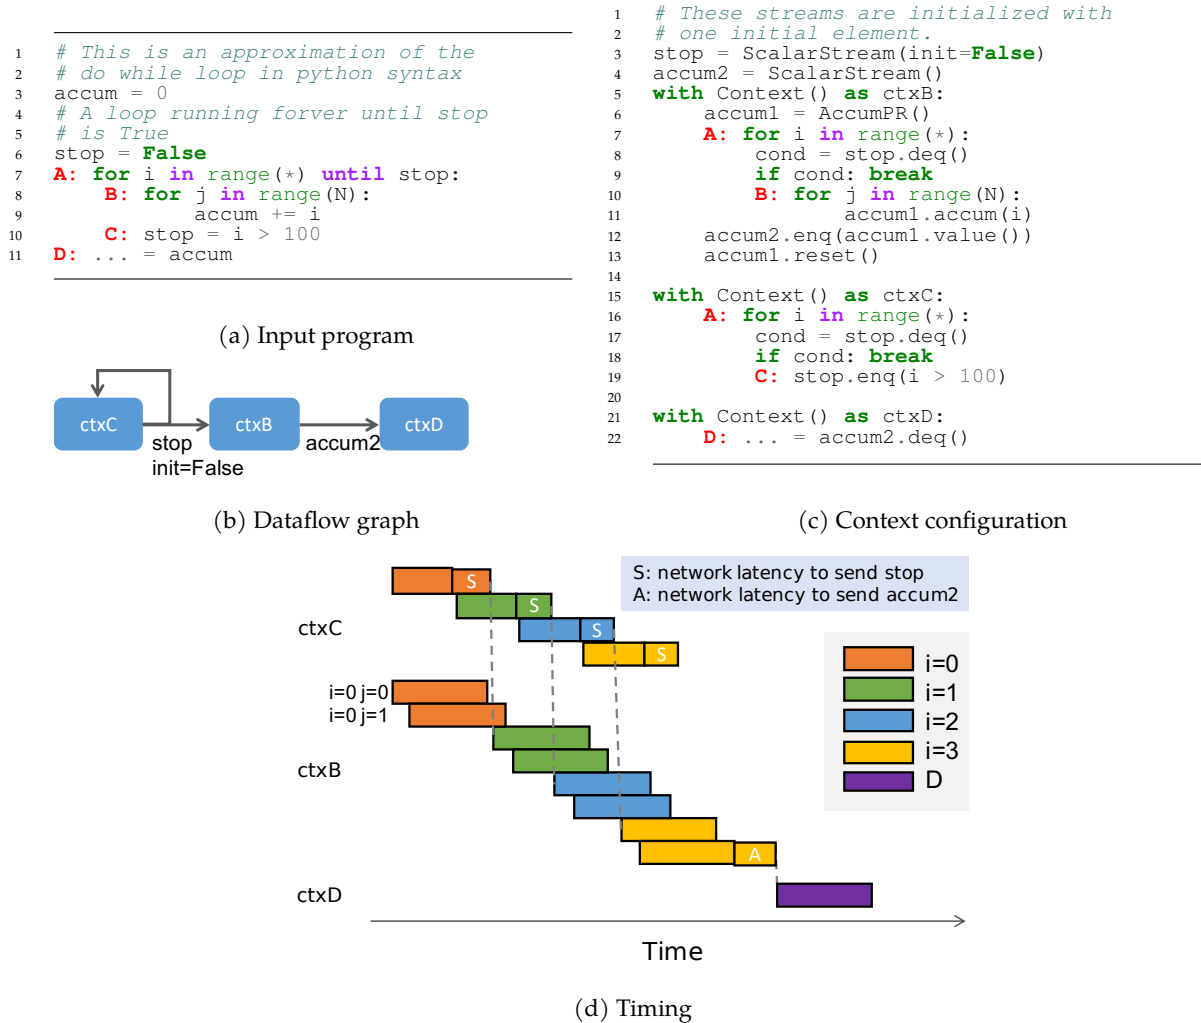 1 # This is an approximation of the
2 # do while loop in python syntax
3 accum = 0
4 # A loop running forver until stop
5 # is True
6 stop = False
7 A: for i in range(*) until stop:
8 B: for j in range(N):
9 accum += i
10 C: stop = i > 100
11 D: ... = accum
(a) Input program
ctxC
ctxB
ctxD
stop
init=False
accum2
(b) Dataflow graph
1 # These streams are initialized with
2 # one initial element.
3 stop = ScalarStream(init=False)
4 accum2 = ScalarStream()
5 with Context() as ctxB:
6 accum1 = AccumPR()
7 A: for i in range(*):
8 cond = stop.deq()
9 if cond: break
10 B: for j in range(N):
11 accum1.accum(i)
12 accum2.enq(accum1.value())
13 accum1.reset()
14
15 with Context() as ctxC:
16 A: for i in range(*):
17 cond = stop.deq()
18 if cond: break
19 C: stop.enq(i > 100)
20
21 with Context() as ctxD:
22 D: ... = accum2.deq()
(c) Context configuration
S: network latency to send stop
A: network latency to send accum2
S
S
S
S
ctxC
i=0 j=0
i=0 j=1
ctxB
A
ctxD
i=0
i=1
i=2
i=3
D
Time
(d) Timing